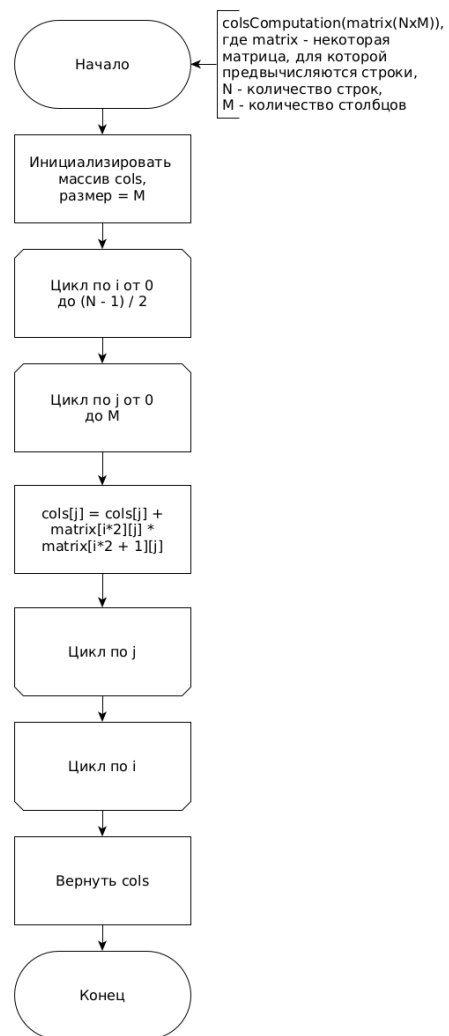 colsComputation(matrix(NxM)),
где matrix - некоторая
матрица, для которой
предвычисляются строки,
N - количество строк,
M - количество столбцов
Начало
Инициализировать
массив cols,
размер = M
Цикл по i от 0
до (N - 1) / 2
Цикл по j от 0
до M
cols[j] = cols[j] +
matrix[i*2][j] *
matrix[i*2 + 1][j]
Цикл по j
Цикл по i
Вернуть cols
Конец